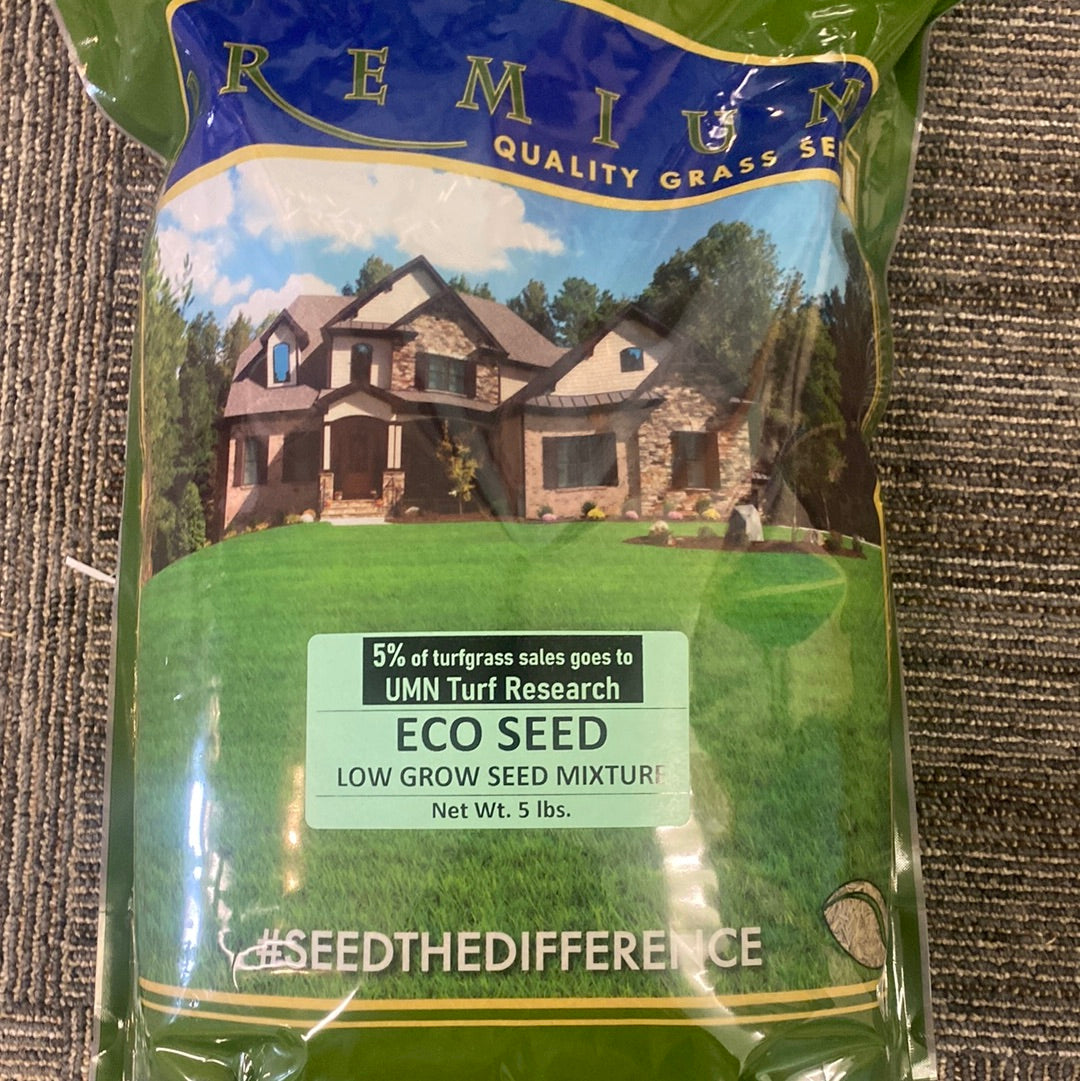 PREMIUM
QUALITY GRASS SE
5% of turfgrass sales goes to
UMN Turf Research
ECO SEED
LOW GROW SEED MIXTURE
Net Wt. 5 lbs.
#SEEDTHEDIFFERENCE